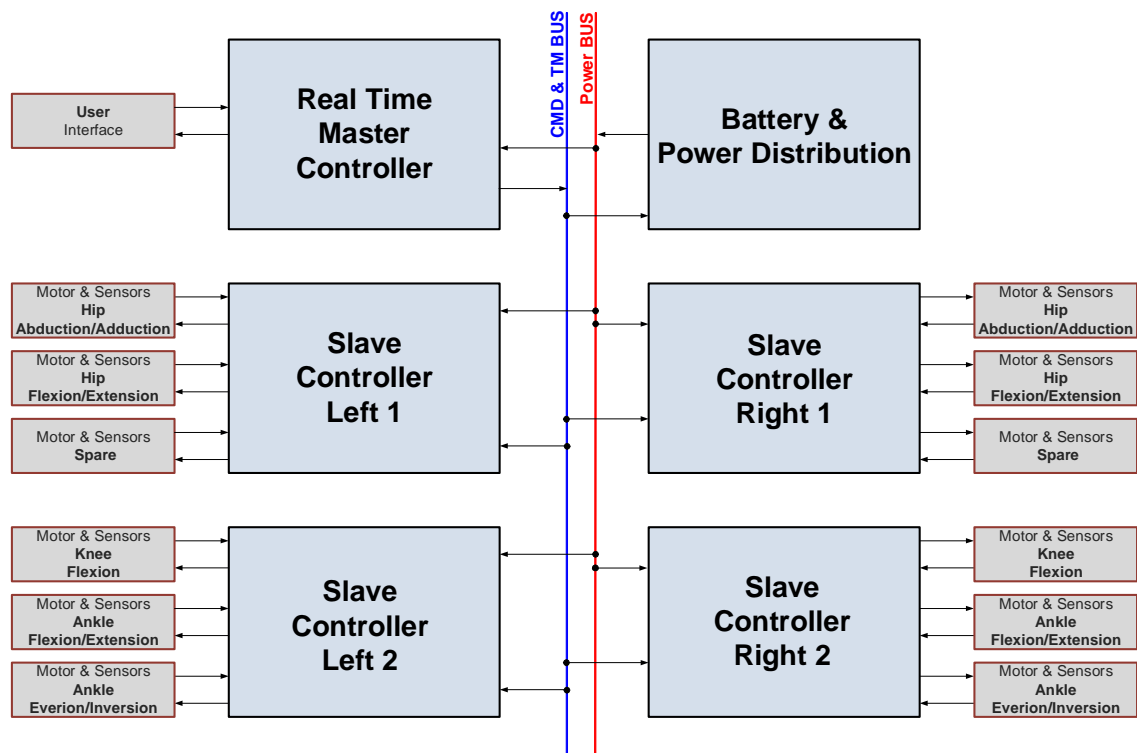 CMD & TM BUS
Power BUS
User
Interface
Real Time
Master
Controller
Battery &
Power Distribution
Motor & Sensors
Hip
Abduction/Adduction
Motor & Sensors
Hip
Flexion/Extension
Motor & Sensors
Spare
Slave
Controller
Left 1
Slave
Controller
Right 1
Motor & Sensors
Hip
Abduction/Adduction
Motor & Sensors
Hip
Flexion/Extension
Motor & Sensors
Spare
Motor & Sensors
Knee
Flexion
Motor & Sensors
Ankle
Flexion/Extension
Motor & Sensors
Ankle
Everion/Inversion
Slave
Controller
Left 2
Slave
Controller
Right 2
Motor & Sensors
Knee
Flexion
Motor & Sensors
Ankle
Flexion/Extension
Motor & Sensors
Ankle
Everion/Inversion